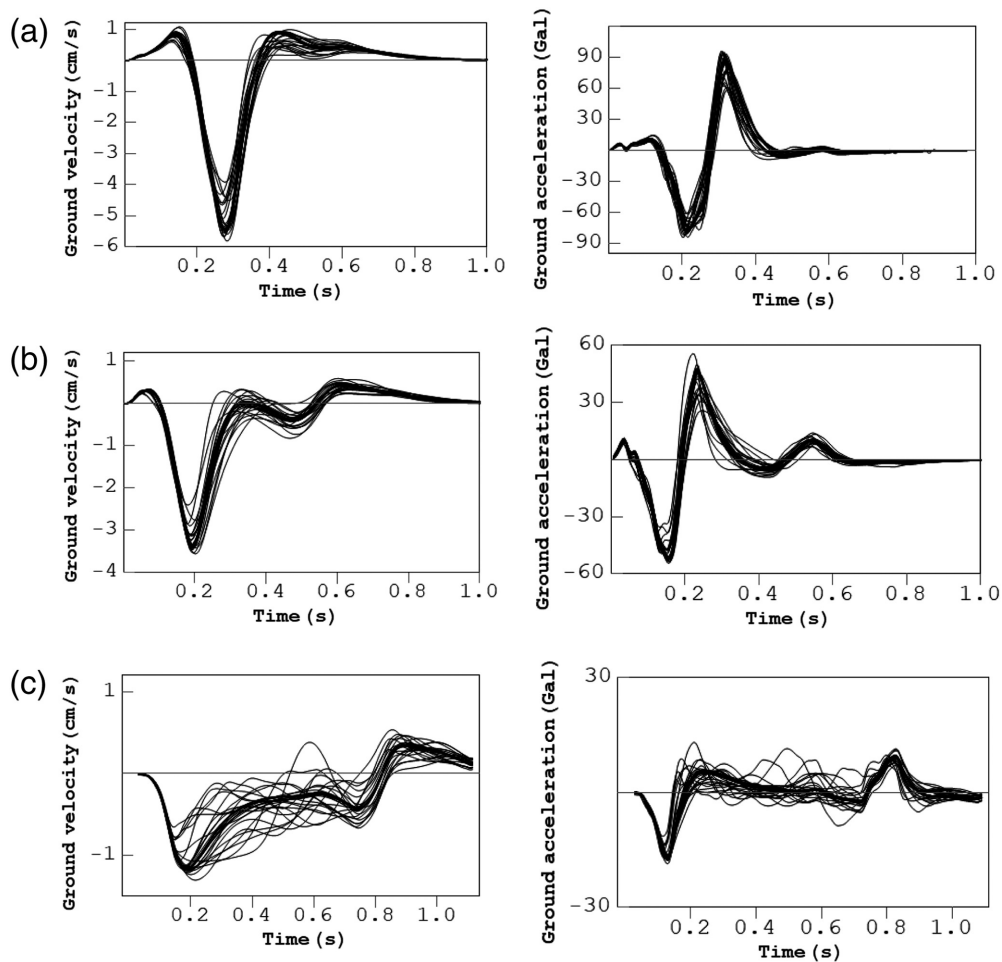 (a)
Ground velocity (cm/s)
1
-1
-2
-3
-4
-5
-6
0.2 0.4 0.6 0.8 1.0
Time (s)
Ground acceleration (Gal)
90
60
30
-30
-60
-90
0.2 0.4 0.6 0.8 1.0
Time (s)
(b)
Ground velocity (cm/s)
1
-1
-2
-3
-4
0.2 0.4 0.6 0.8 1.0
Time (s)
Ground acceleration (Gal)
60
30
-30
-60
0.2 0.4 0.6 0.8 1.0
Time (s)
(c)
Ground velocity (cm/s)
1
-1
0.2 0.4 0.6 0.8 1.0
Time (s)
Ground acceleration (Gal)
30
-30
0.2 0.4 0.6 0.8 1.0
Time (s)